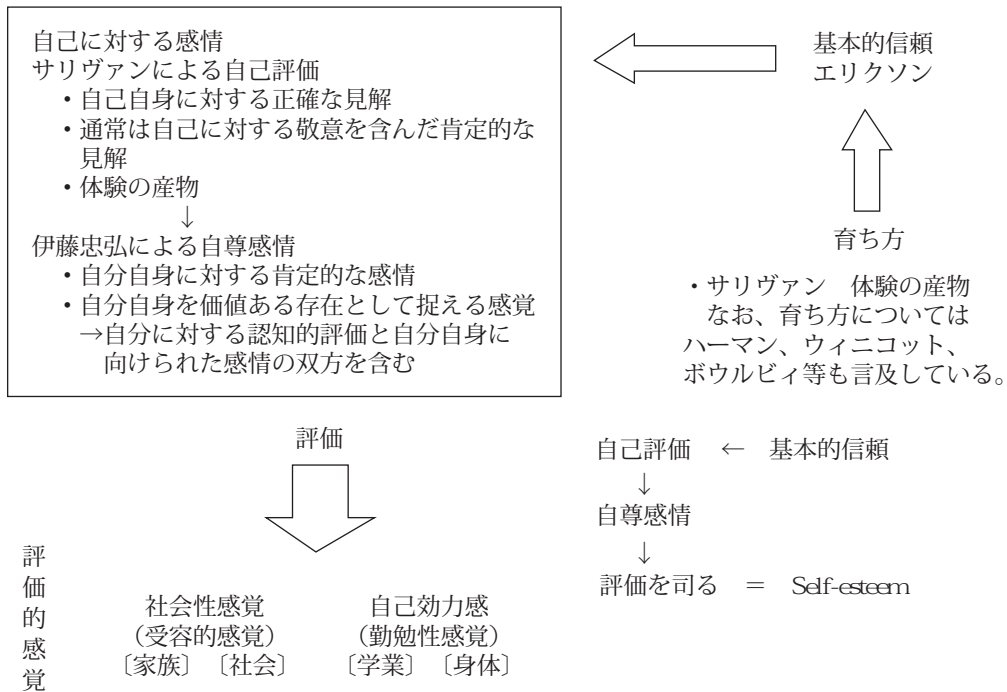 自己に対する感情
サリヴァンによる自己評価
・自己自身に対する正確な見解
・通常は自己に対する敬意を含んだ肯定的な
見解
・体験の産物
↓
伊藤忠弘による自尊感情
・自分自身に対する肯定的な感情
・自分自身を価値ある存在として捉える感覚
→自分に対する認知的評価と自分自身に
向けられた感情の双方を含む
基本的信頼
エリクソン
育ち方
・サリヴァン　体験の産物
なお、育ち方については
ハーマン、ウィニコット、
ボウルビィ等も言及している。
評価
評価的感覚
社会性感覚
（受容的感覚）
〔家族〕〔社会〕
自己効力感
（勤勉性感覚）
〔学業〕〔身体〕
自己評価　←　基本的信頼
↓
自尊感情
↓
評価を司る　＝　Self-esteem